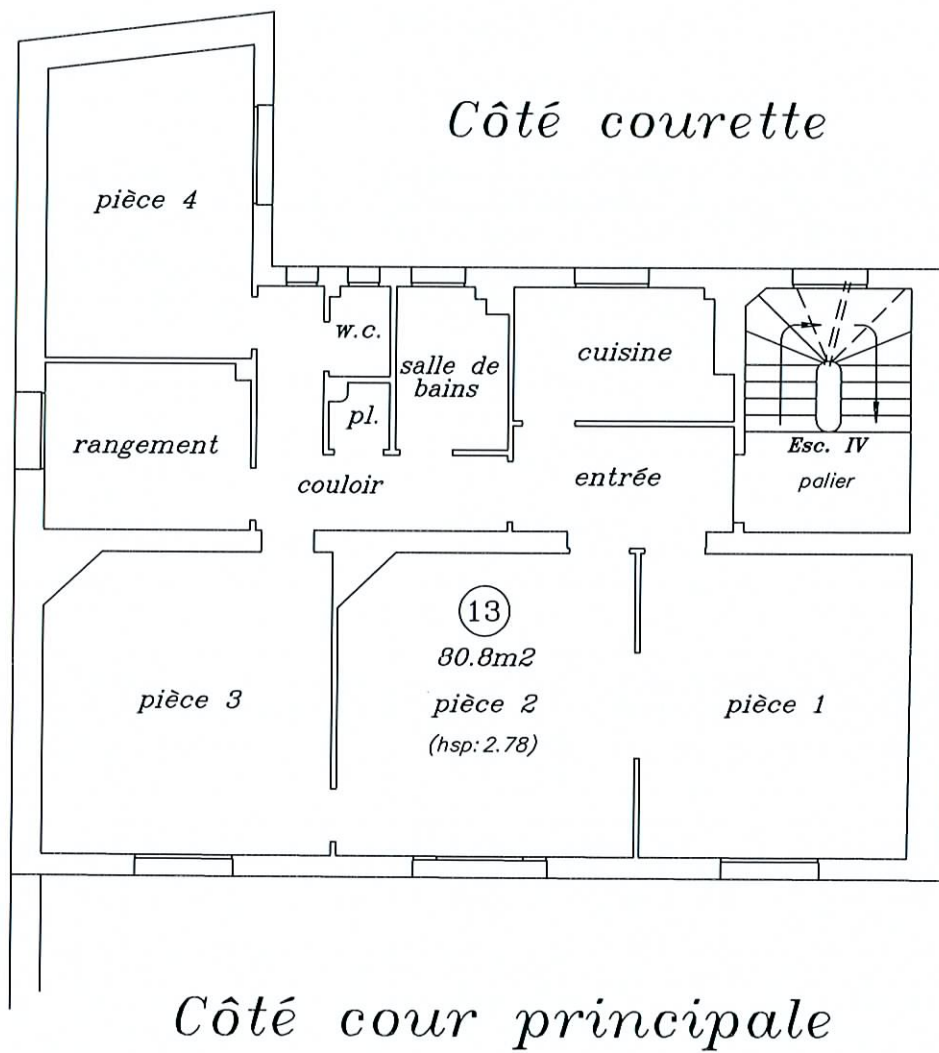 Côté courette
pièce 4
w.c.
salle de
bains
cuisine
pl.
rangement
Esc. IV
palier
couloir
entrée
13
80.8m2
pièce 3
pièce 2
pièce 1
(hsp: 2.78)
Côté cour principale